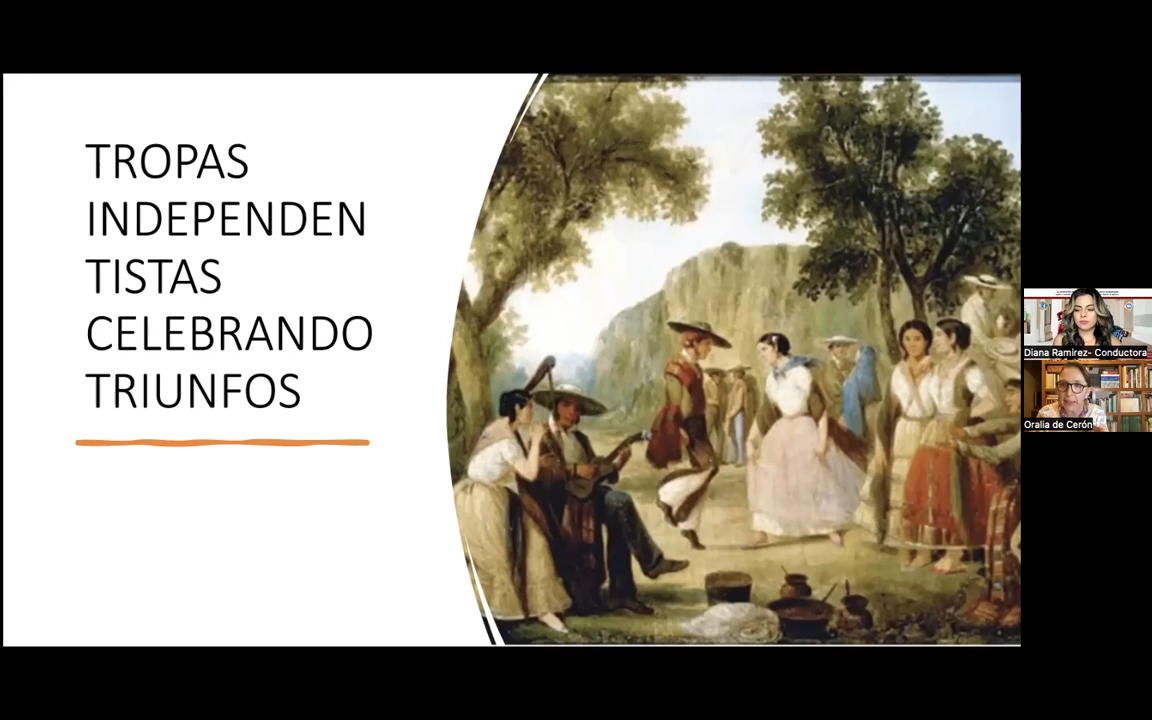 TROPAS
INDEPENDEN
TISTAS
CELEBRANDO
TRIUNFOS
Diana Ramirez- Conductora
Oralia de Cerón